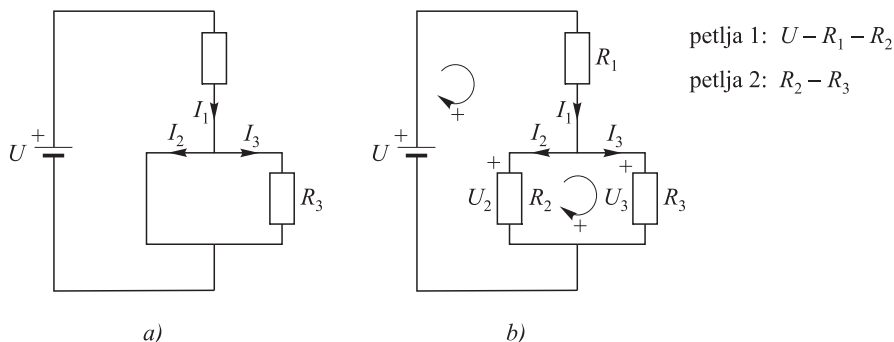 petlja 1: U – R₁ – R₂
petlja 2: R₂ – R₃
R₁
I₁ I₁
I₂ I₃ I₂ I₃
+ + + + +
U R₃ U U₂ R₂ U₃ R₃
+
a) b)